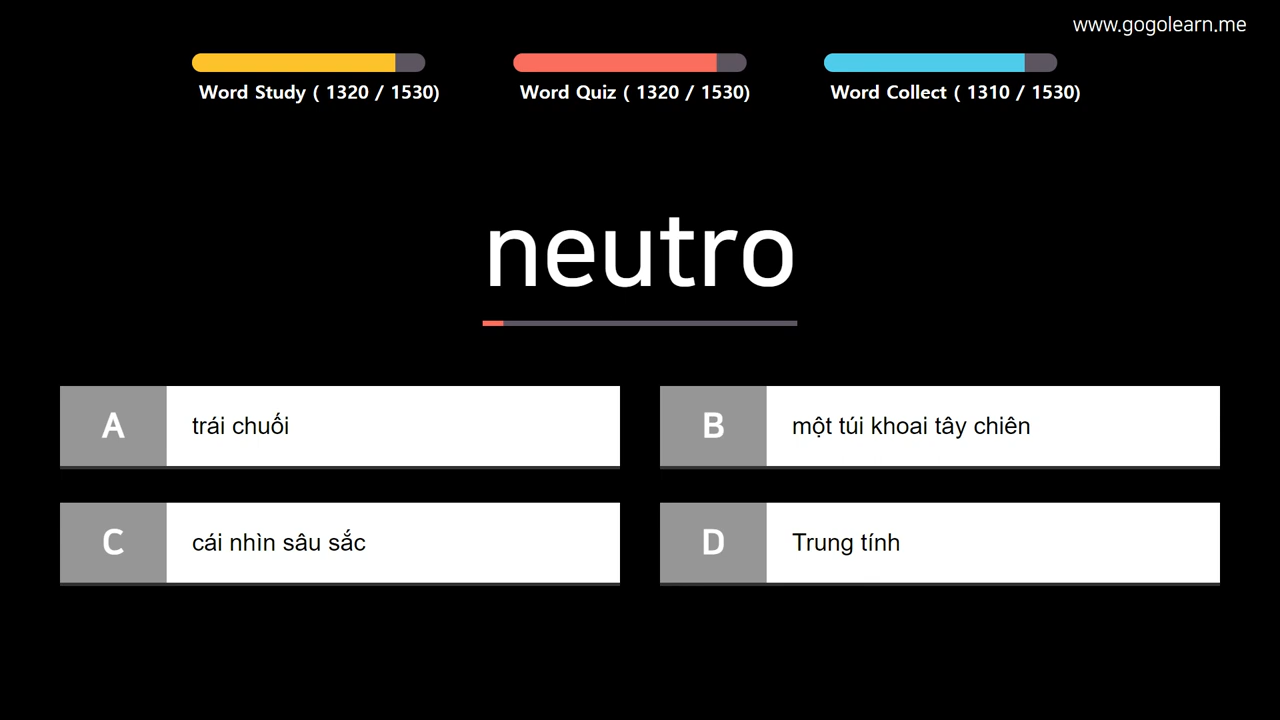 www.gogolearn.me
Word Study ( 1320 / 1530)
Word Quiz ( 1320 / 1530)
Word Collect ( 1310 / 1530)
neutro
A trái chuối
B một túi khoai tây chiên
C cái nhìn sâu sắc
D Trung tính